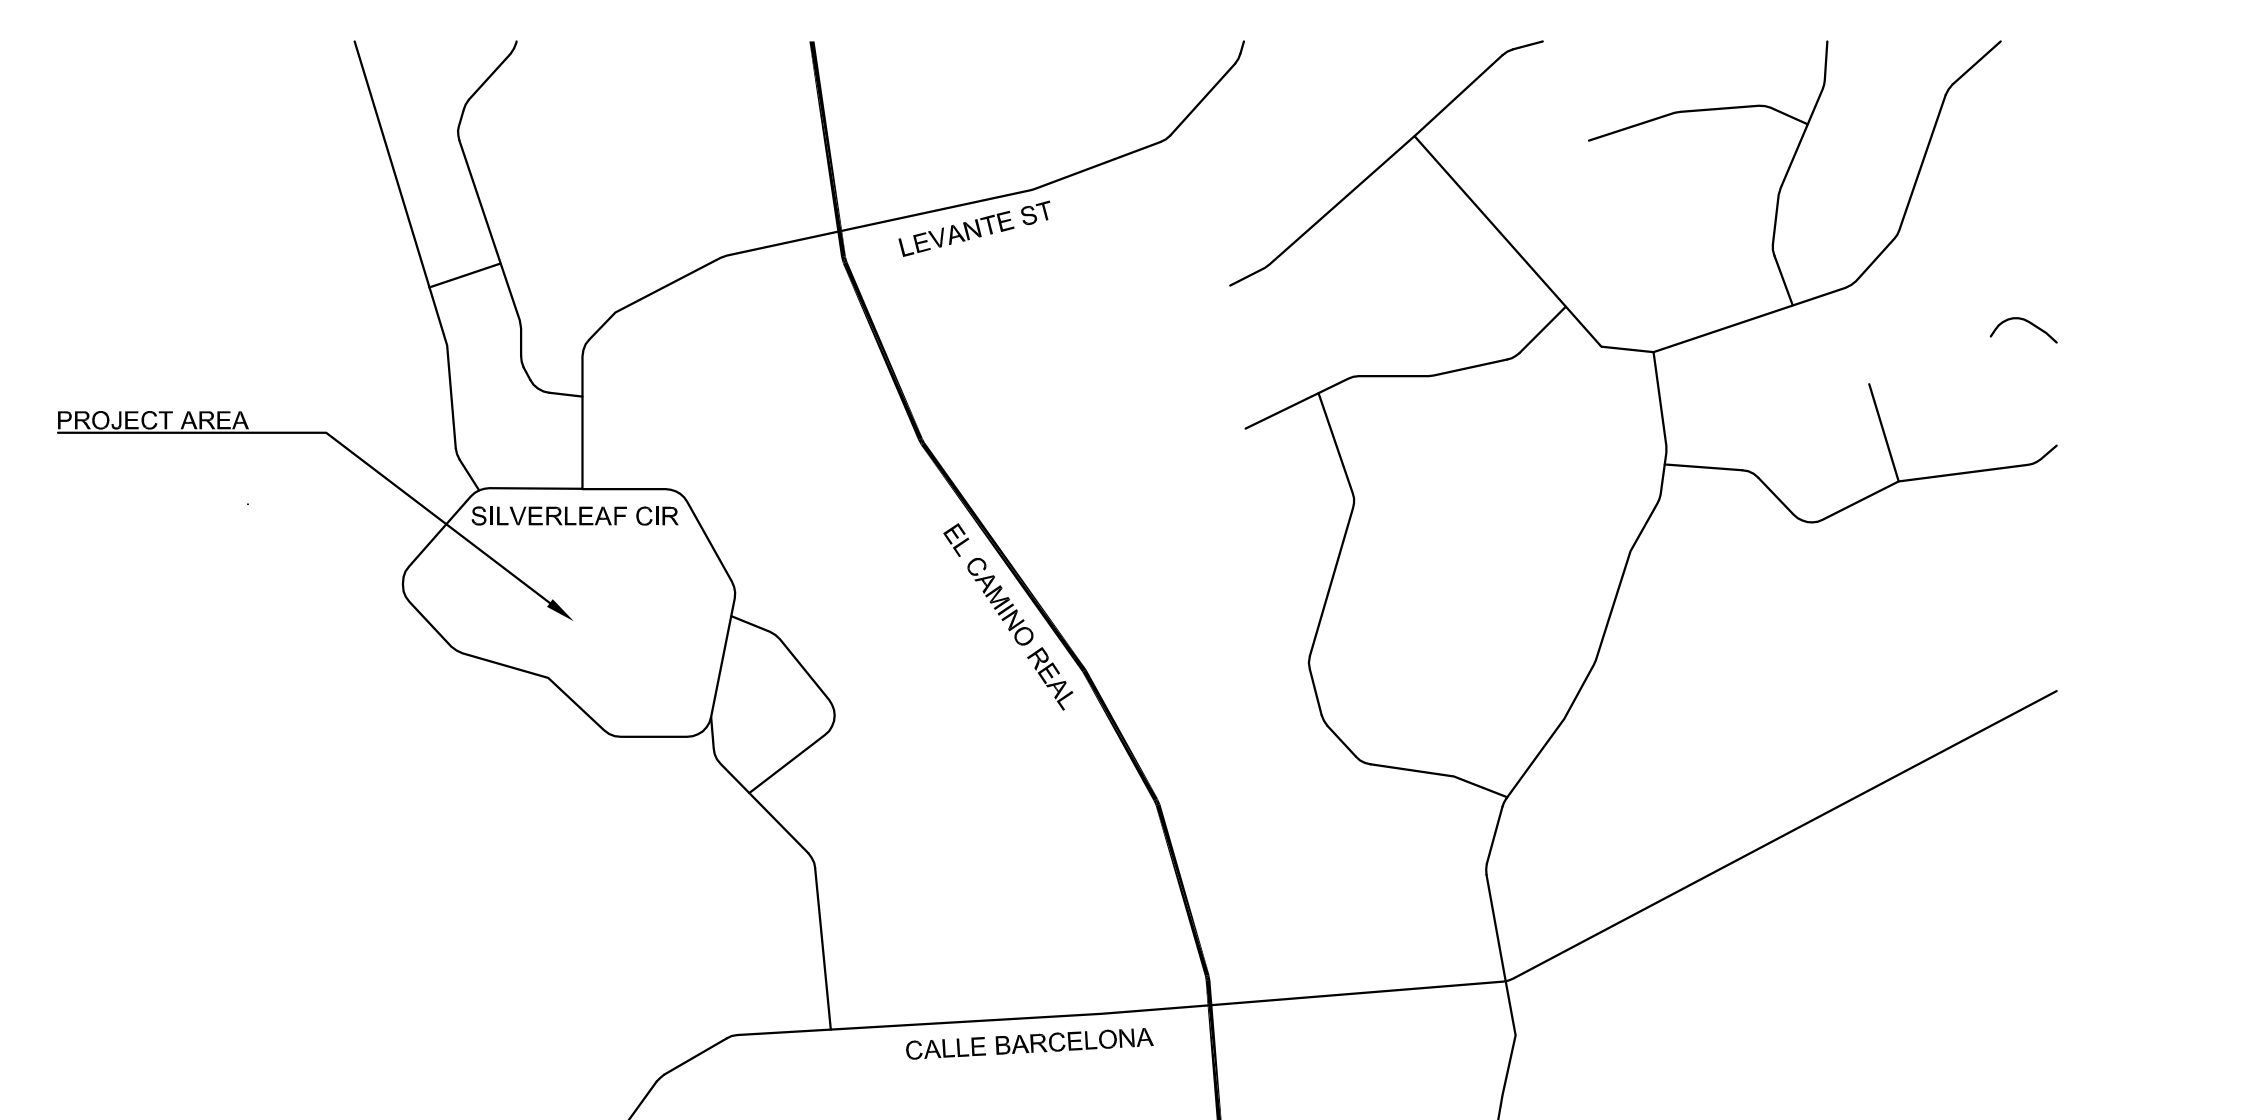 LEVANTE ST
PROJECT AREA
SILVERLEAF CIR
EL CAMINO REAL
CALLE BARCELONA